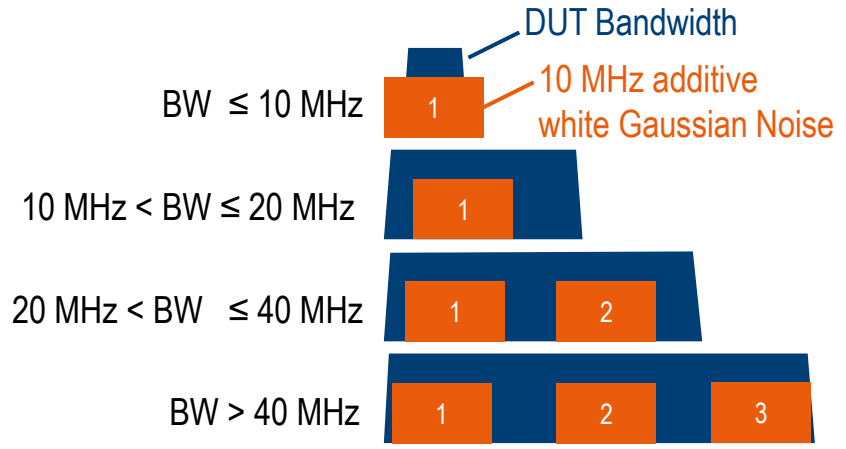 DUT Bandwidth
10 MHz additive
white Gaussian Noise
BW ≤ 10 MHz
1
10 MHz < BW ≤ 20 MHz
1
20 MHz < BW ≤ 40 MHz
1 2
BW > 40 MHz
1 2 3